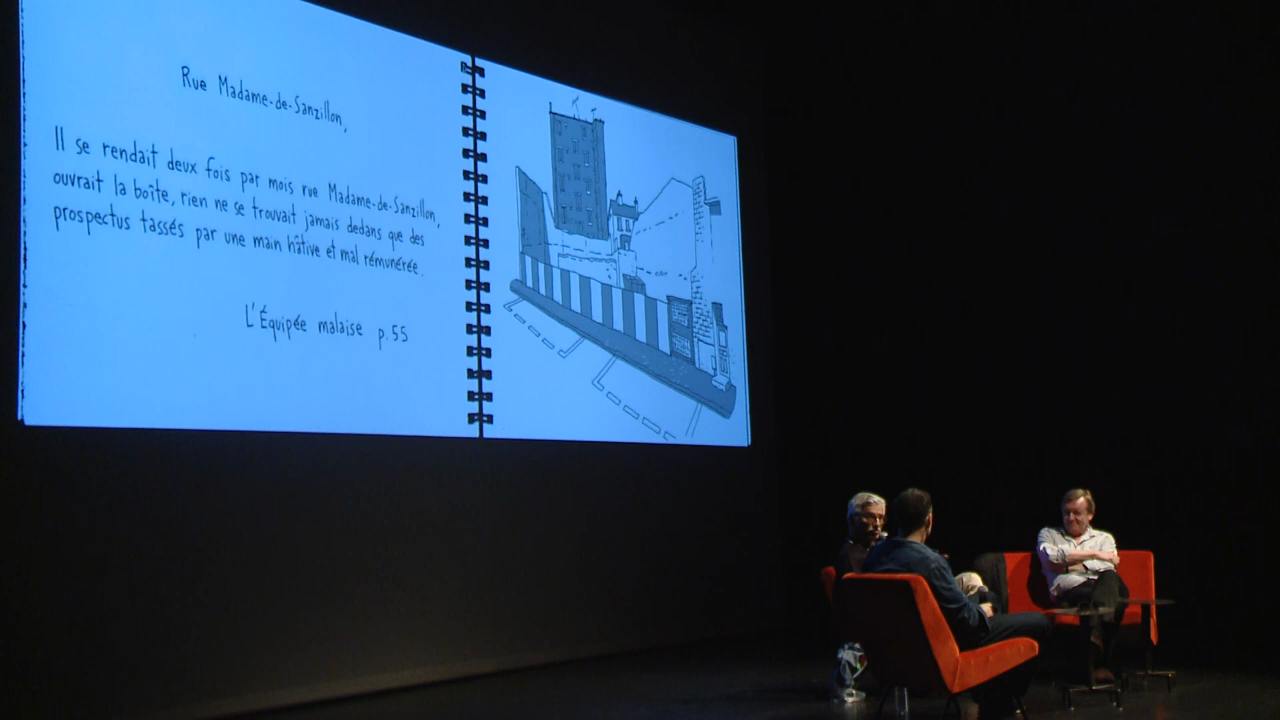 Rue Madame-de-Sanzillon,
Il se rendait deux fois par mois rue Madame-de-Sanzillon,
ouvrait la boîte, rien ne se trouvait jamais dedans que des
prospectus tassés par une main hâtive et mal rémunérée.
L'Équipée malaise p.55